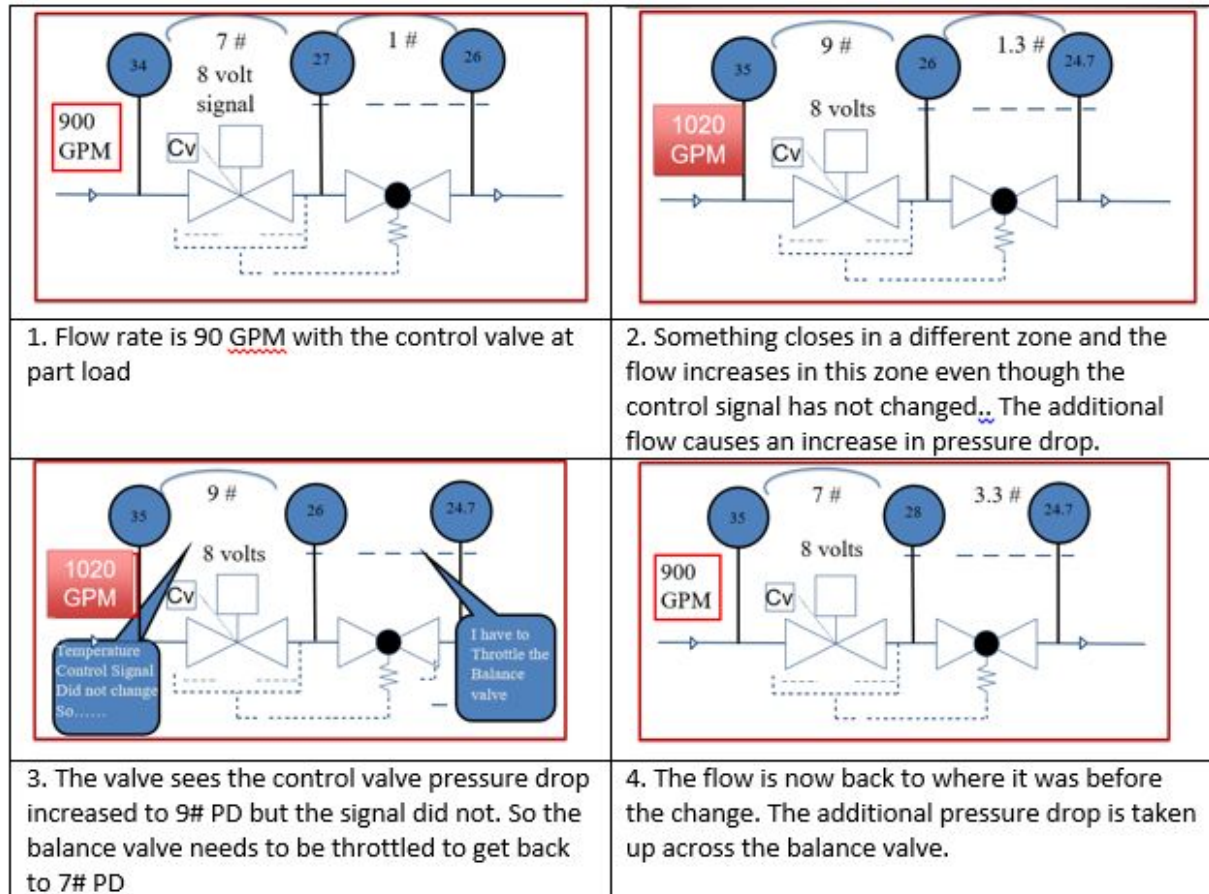 7 #
1 #
34
27
26
8 volt
signal
900
GPM
Cv
9 #
1.3 #
35
26
24.7
8 volts
1020
GPM
Cv
1. Flow rate is 90 GPM with the control valve at
part load
2. Something closes in a different zone and the
flow increases in this zone even though the
control signal has not changed.. The additional
flow causes an increase in pressure drop.
9 #
35
26
24.7
8 volts
1020
GPM
Cv
Temperature
Control Signal
Did not change
So......
I have to
Throttle the
Balance
valve
7 #
3.3 #
35
28
24.7
8 volts
900
GPM
Cv
3. The valve sees the control valve pressure drop
increased to 9# PD but the signal did not. So the
balance valve needs to be throttled to get back
to 7# PD
4. The flow is now back to where it was before
the change. The additional pressure drop is taken
up across the balance valve.